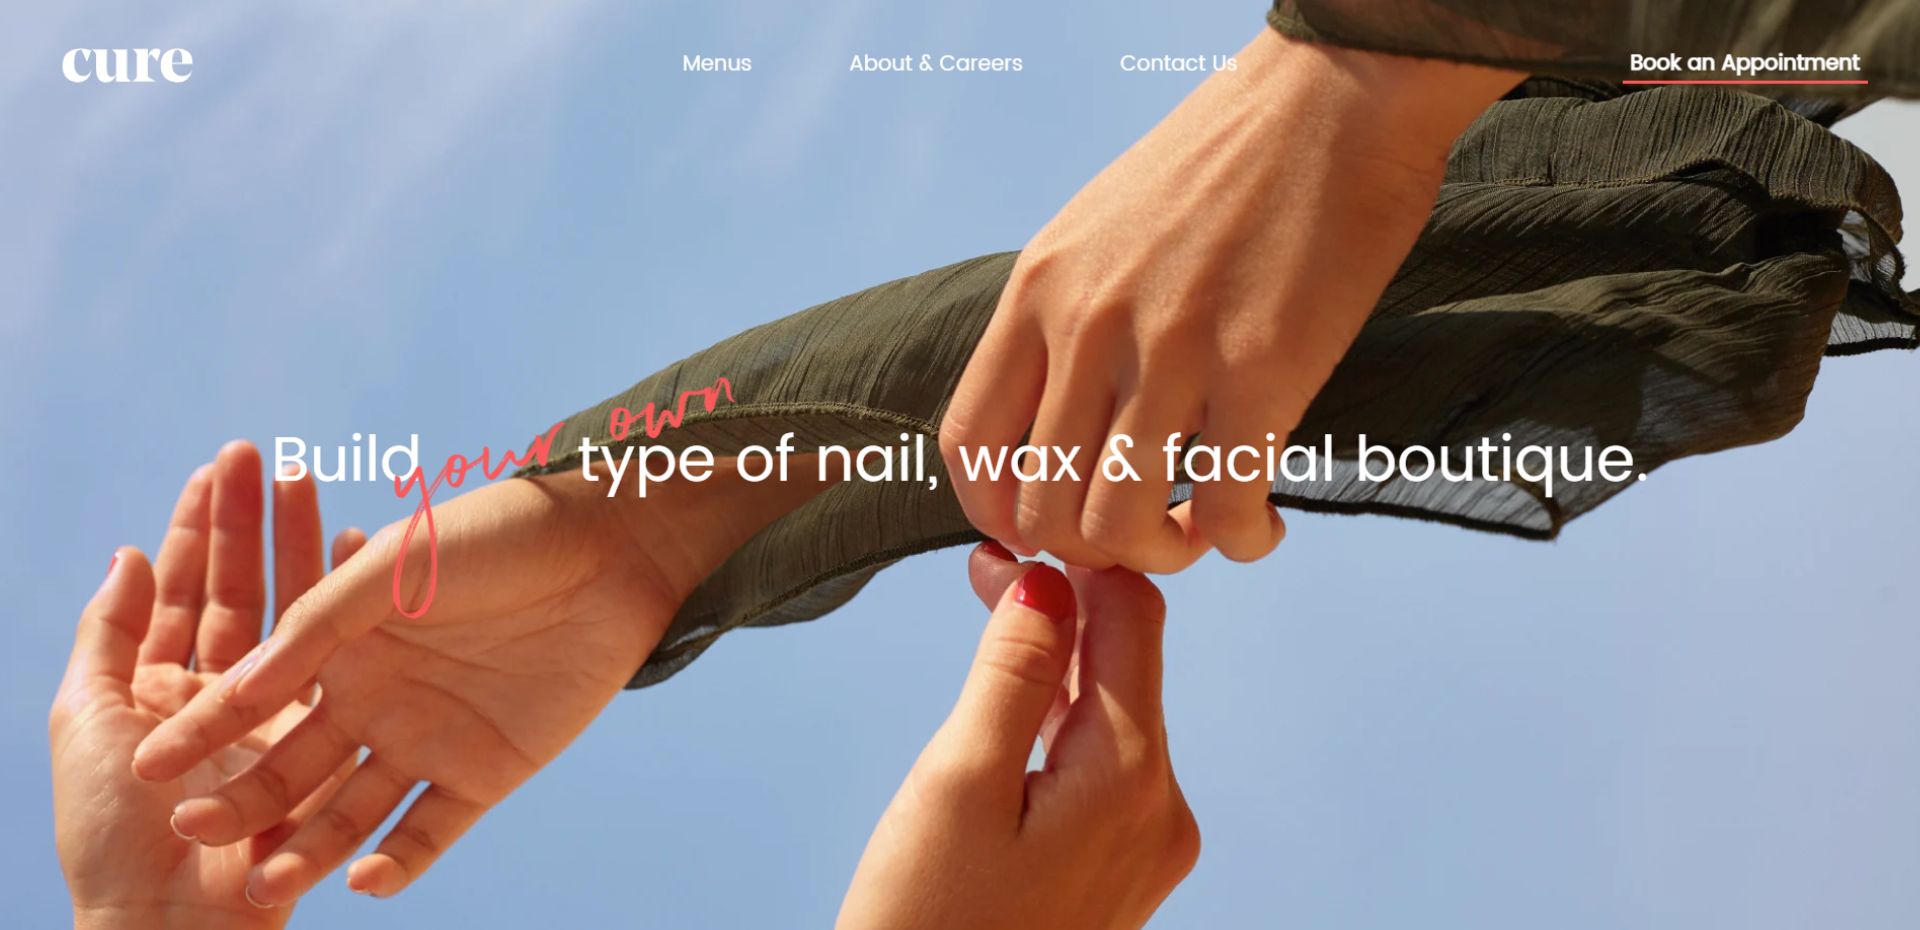 cure
Menus
About & Careers
Contact Us
Book an Appointment
Build your own type of nail, wax & facial boutique.